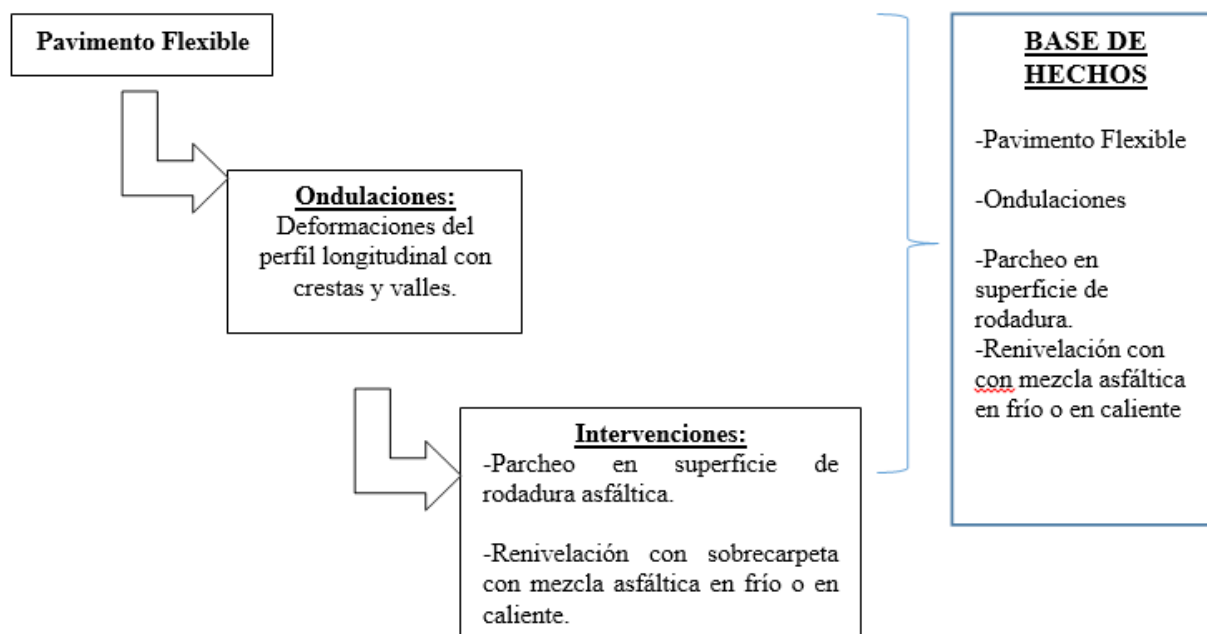 Pavimento Flexible
Ondulaciones:
Deformaciones del
perfil longitudinal con
crestas y valles.
Intervenciones:
-Parcheo en superficie de
rodadura asfáltica.
-Renivelación con sobrecarpeta
con mezcla asfáltica en frío o en
caliente.
BASE DE
HECHOS
-Pavimento Flexible
-Ondulaciones
-Parcheo en
superficie de
rodadura.
-Renivelación con
con mezcla asfáltica
en frío o en caliente